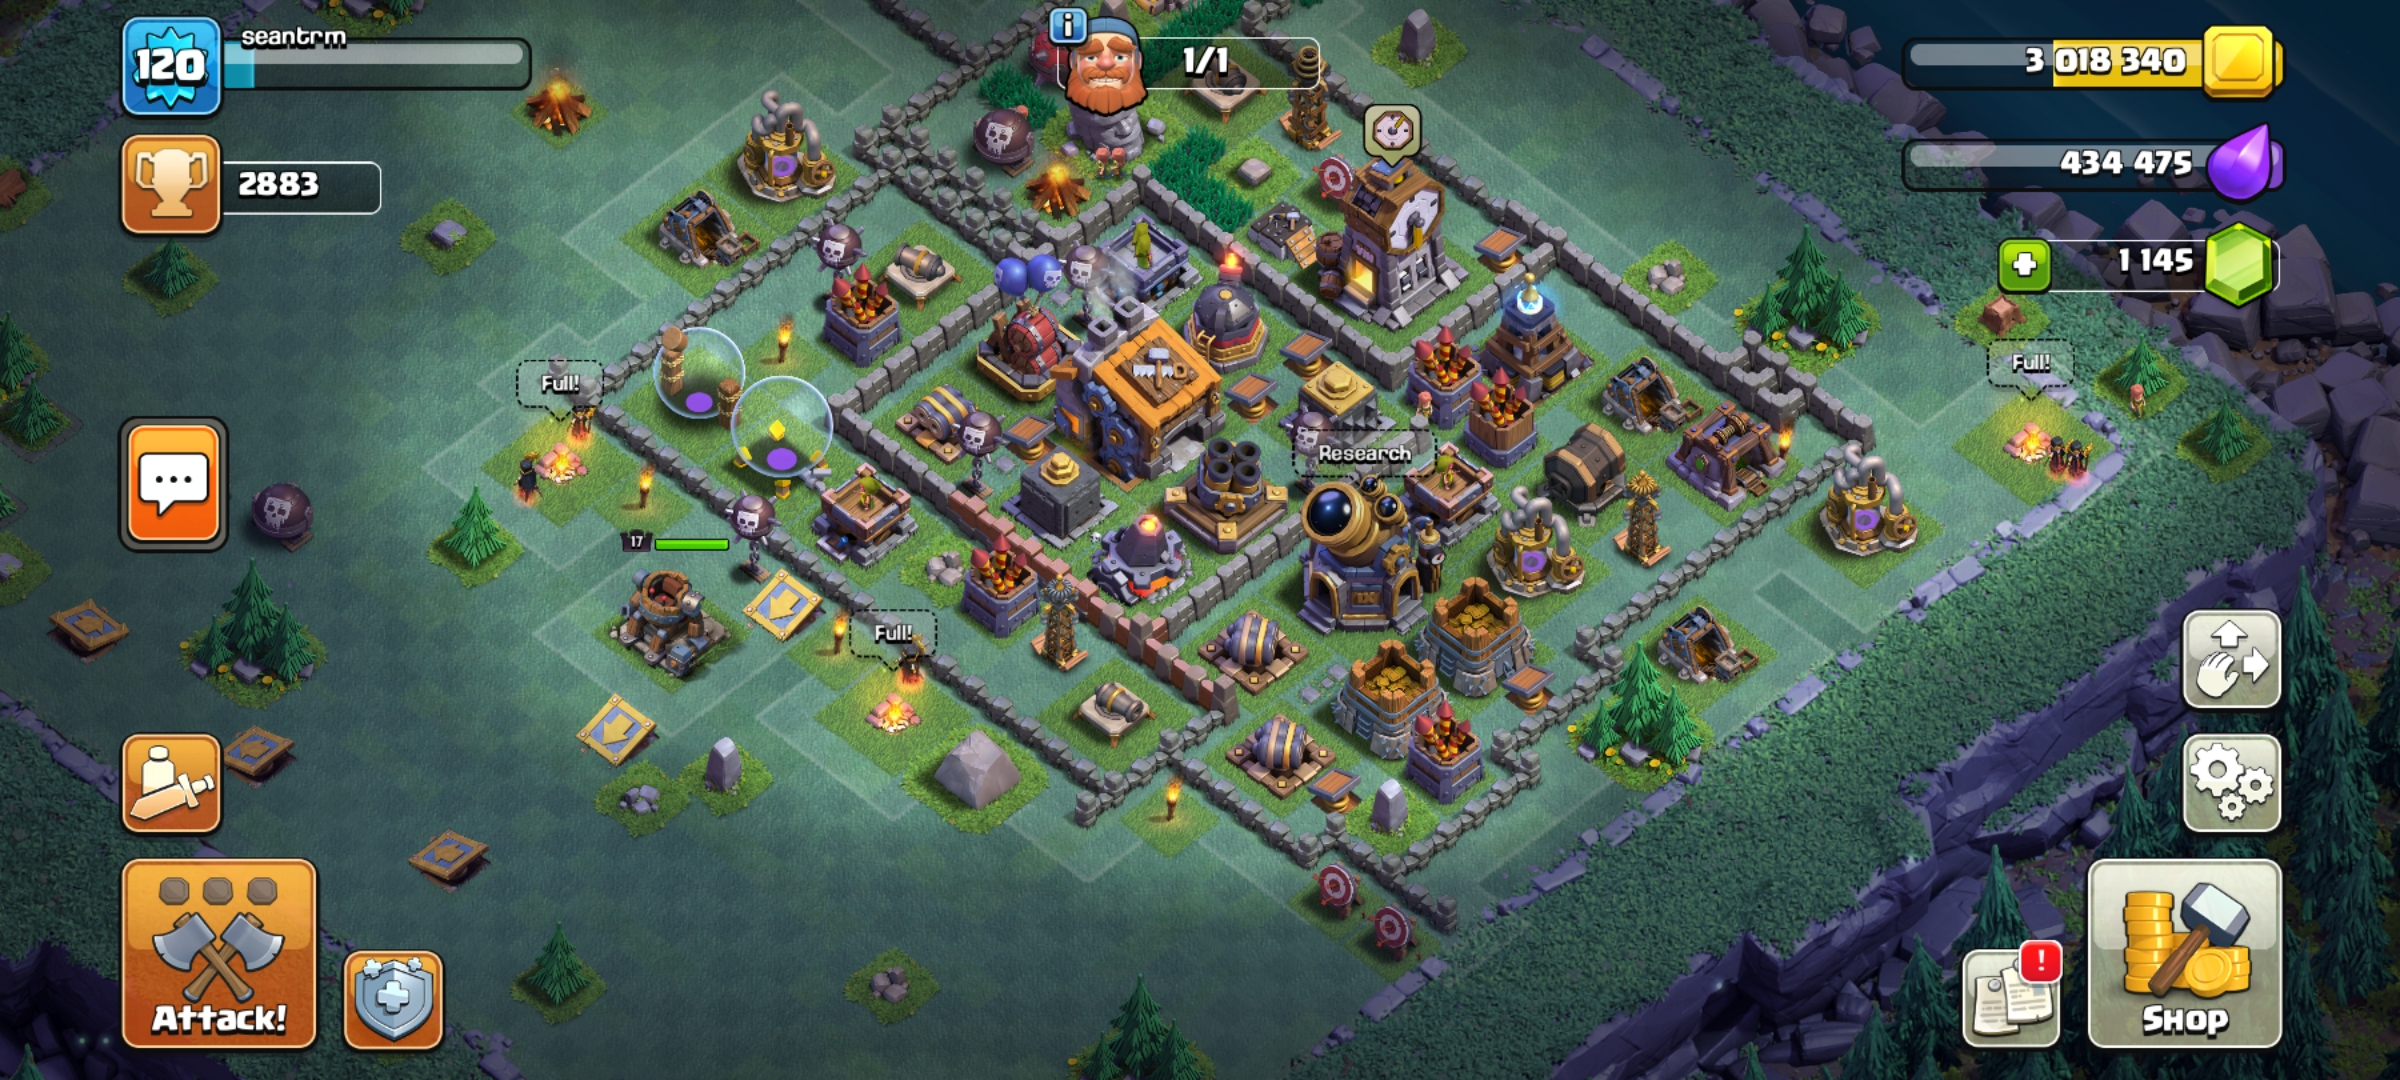 120
seantrm
i
1/1
3 018 340
2883
434 475
1 145
Full!
Full!
Research
17
Full!
Attack!
!
Shop